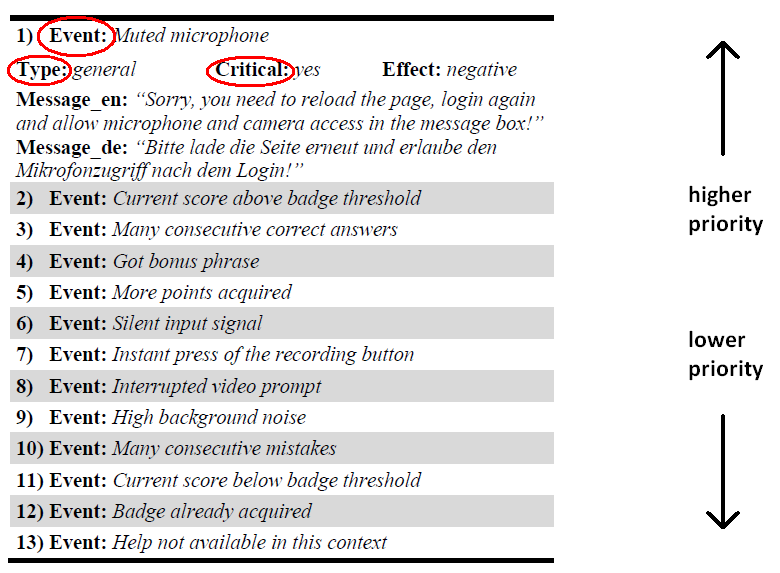 1) Event: Muted microphone
Type: general Critical: yes Effect: negative
Message_en: “Sorry, you need to reload the page, login again
and allow microphone and camera access in the message box!”
Message_de: “Bitte lade die Seite erneut und erlaube den
Mikrofonzugriff nach dem Login!”
2) Event: Current score above badge threshold
3) Event: Many consecutive correct answers
4) Event: Got bonus phrase
5) Event: More points acquired
6) Event: Silent input signal
7) Event: Instant press of the recording button
8) Event: Interrupted video prompt
9) Event: High background noise
10) Event: Many consecutive mistakes
11) Event: Current score below badge threshold
12) Event: Badge already acquired
13) Event: Help not available in this context
higher
priority
lower
priority